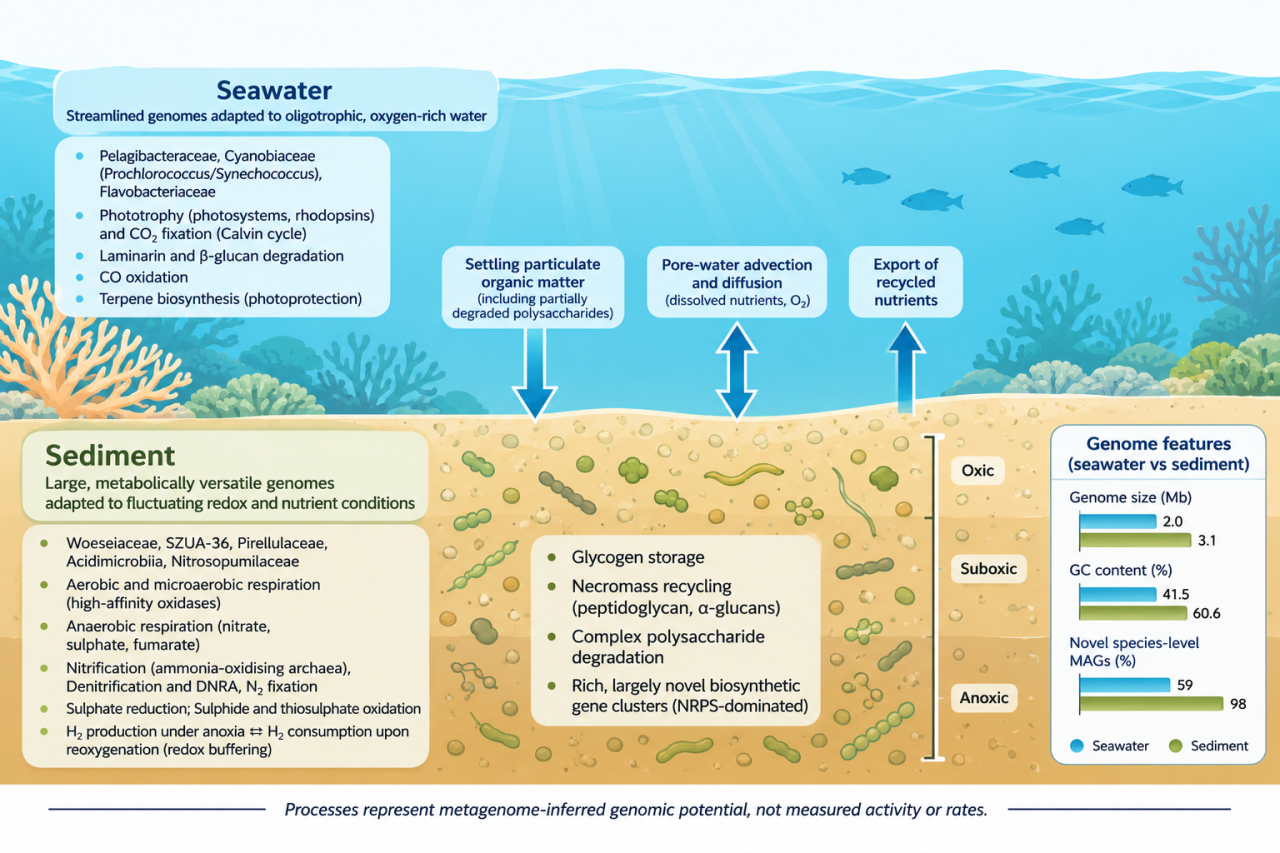 Seawater
Streamlined genomes adapted to oligotrophic, oxygen-rich water
Pelagibacteraceae, Cyanobiaceae
(Prochlorococcus/Synechococcus),
Flavobacteriaceae
Phototrophy (photosystems, rhodopsins)
and CO₂ fixation (Calvin cycle)
Laminarin and β-glucan degradation
CO oxidation
Terpene biosynthesis (photoprotection)
Settling particulate
organic matter
(including partially
degraded polysaccharides)
Pore-water advection
and diffusion
(dissolved nutrients, O₂)
Export of
recycled
nutrients
Sediment
Large, metabolically versatile genomes
adapted to fluctuating redox and nutrient conditions
Woeseiaceae, SZUA-36, Pirellulaceae,
Acidimicrobiia, Nitrosopumilaceae
Aerobic and microaerobic respiration
(high-affinity oxidases)
Anaerobic respiration (nitrate,
sulphate, fumarate)
Nitrification (ammonia-oxidising archaea),
Denitrification and DNRA, N₂ fixation
Sulphate reduction; Sulphide and thiosulphate oxidation
H₂ production under anoxia ⇔ H₂ consumption upon
reoxygenation (redox buffering)
Glycogen storage
Necromass recycling
(peptidoglycan, α-glucans)
Complex polysaccharide
degradation
Rich, largely novel biosynthetic
gene clusters (NRPS-dominated)
Oxic
Suboxic
Anoxic
Genome features
(seawater vs sediment)
Genome size (Mb)
2.0
3.1
GC content (%)
41.5
60.6
Novel species-level
MAGs (%)
59
98
Seawater
Sediment
Processes represent metagenome-inferred genomic potential, not measured activity or rates.